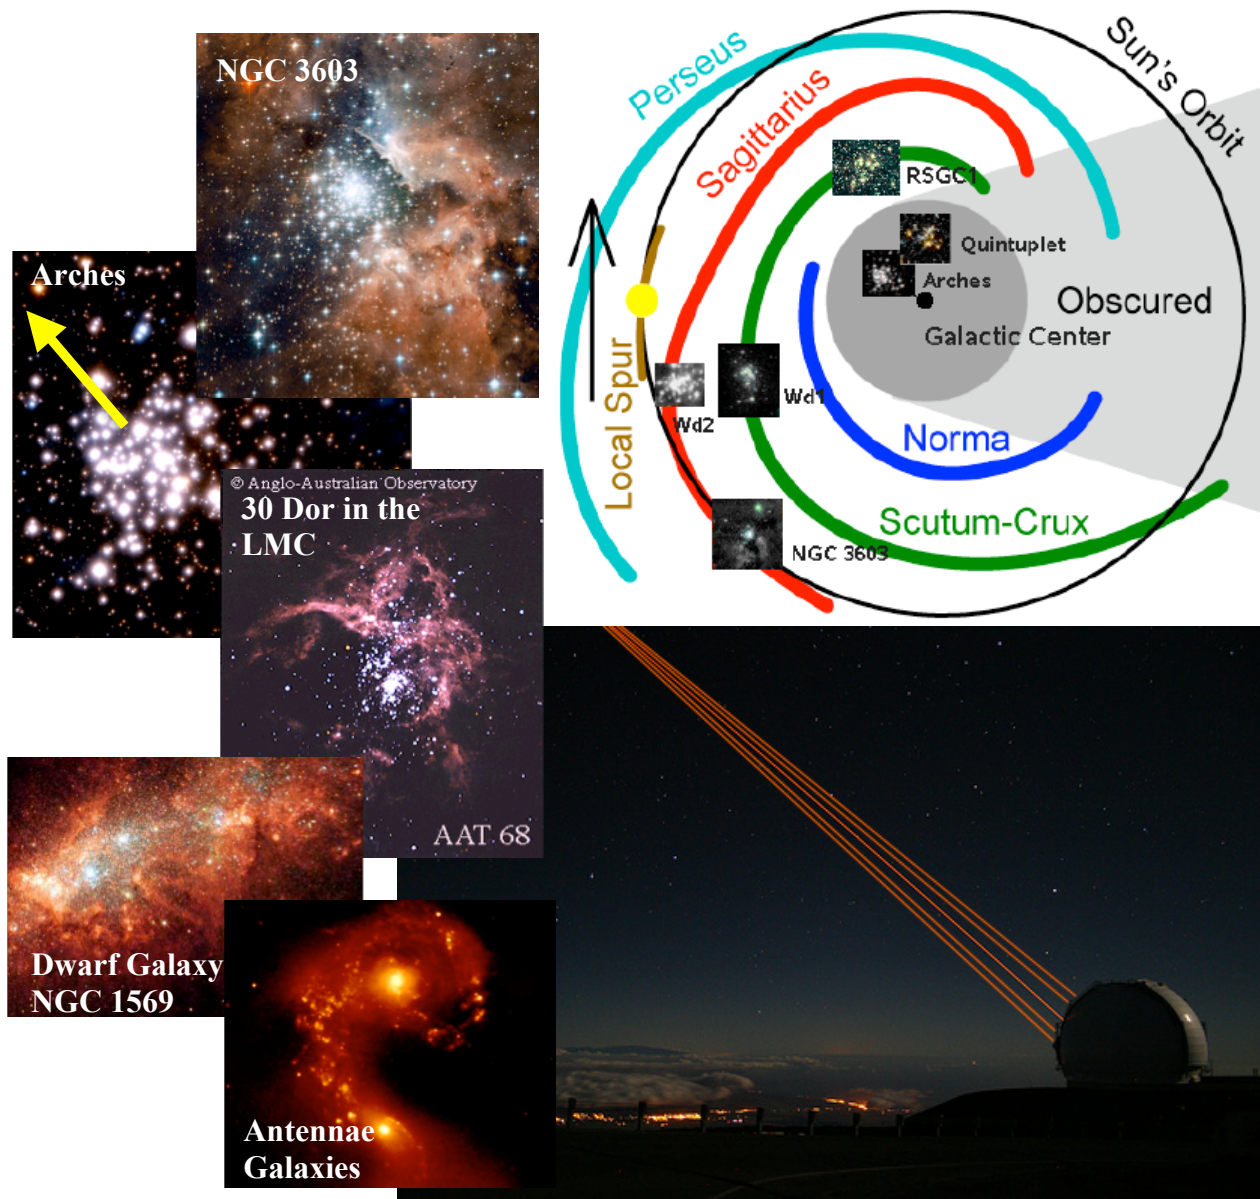 NGC 3603
Arches
© Anglo-Australian Observatory
30 Dor in the
LMC
AAT 68
Dwarf Galaxy
NGC 1569
Antennae
Galaxies
Perseus
Sagittarius
Sun's Orbit
RSGC1
Quintuplet
Arches
Obscured
Galactic Center
Local Spur
Wd1
Wd2
Norma
Scutum-Crux
NGC 3603